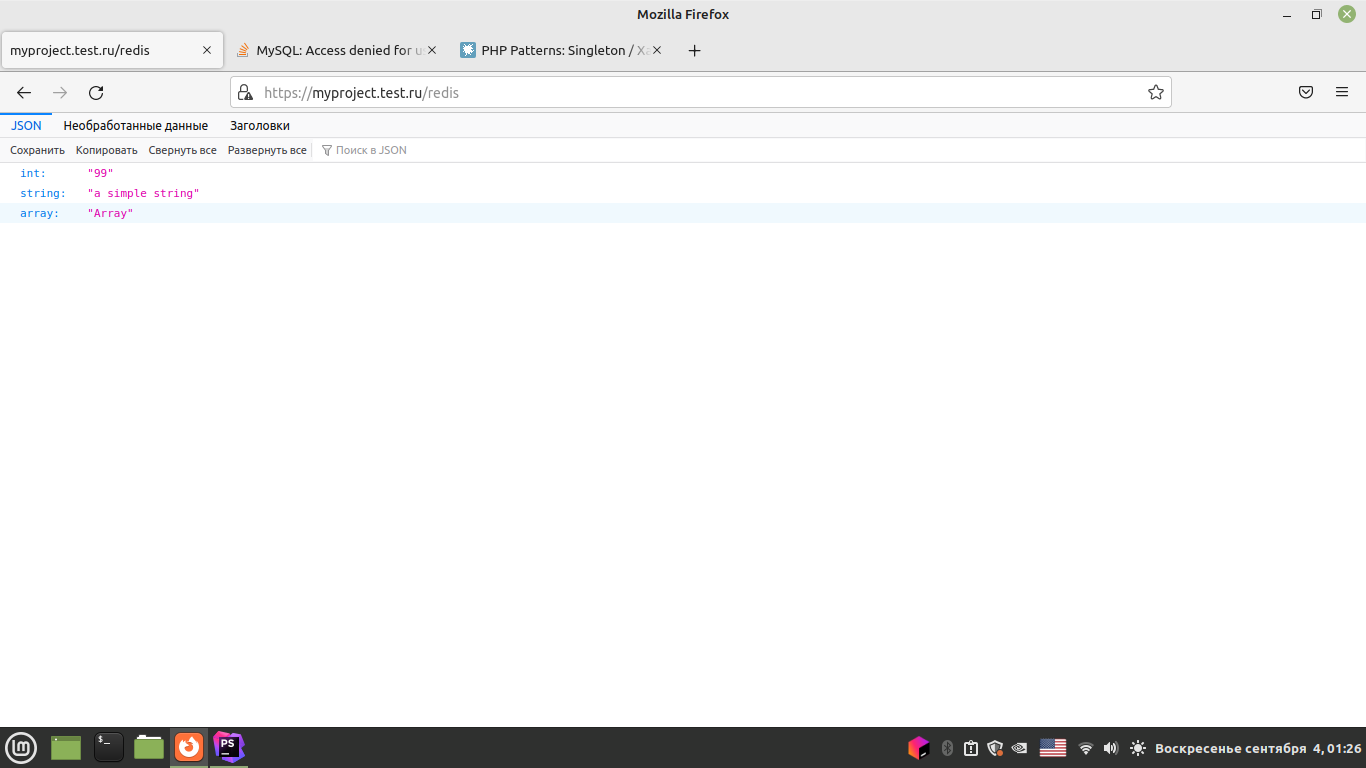 Mozilla Firefox
myproject.test.ru/redis
MySQL: Access denied for u
PHP Patterns: Singleton / Ха
https://myproject.test.ru/redis
JSON Необработанные данные Заголовки
Сохранить Копировать Свернуть все Развернуть все Поиск в JSON
int: "99"
string: "a simple string"
array: "Array"
$_
PS
Воскресенье сентября 4, 01:26